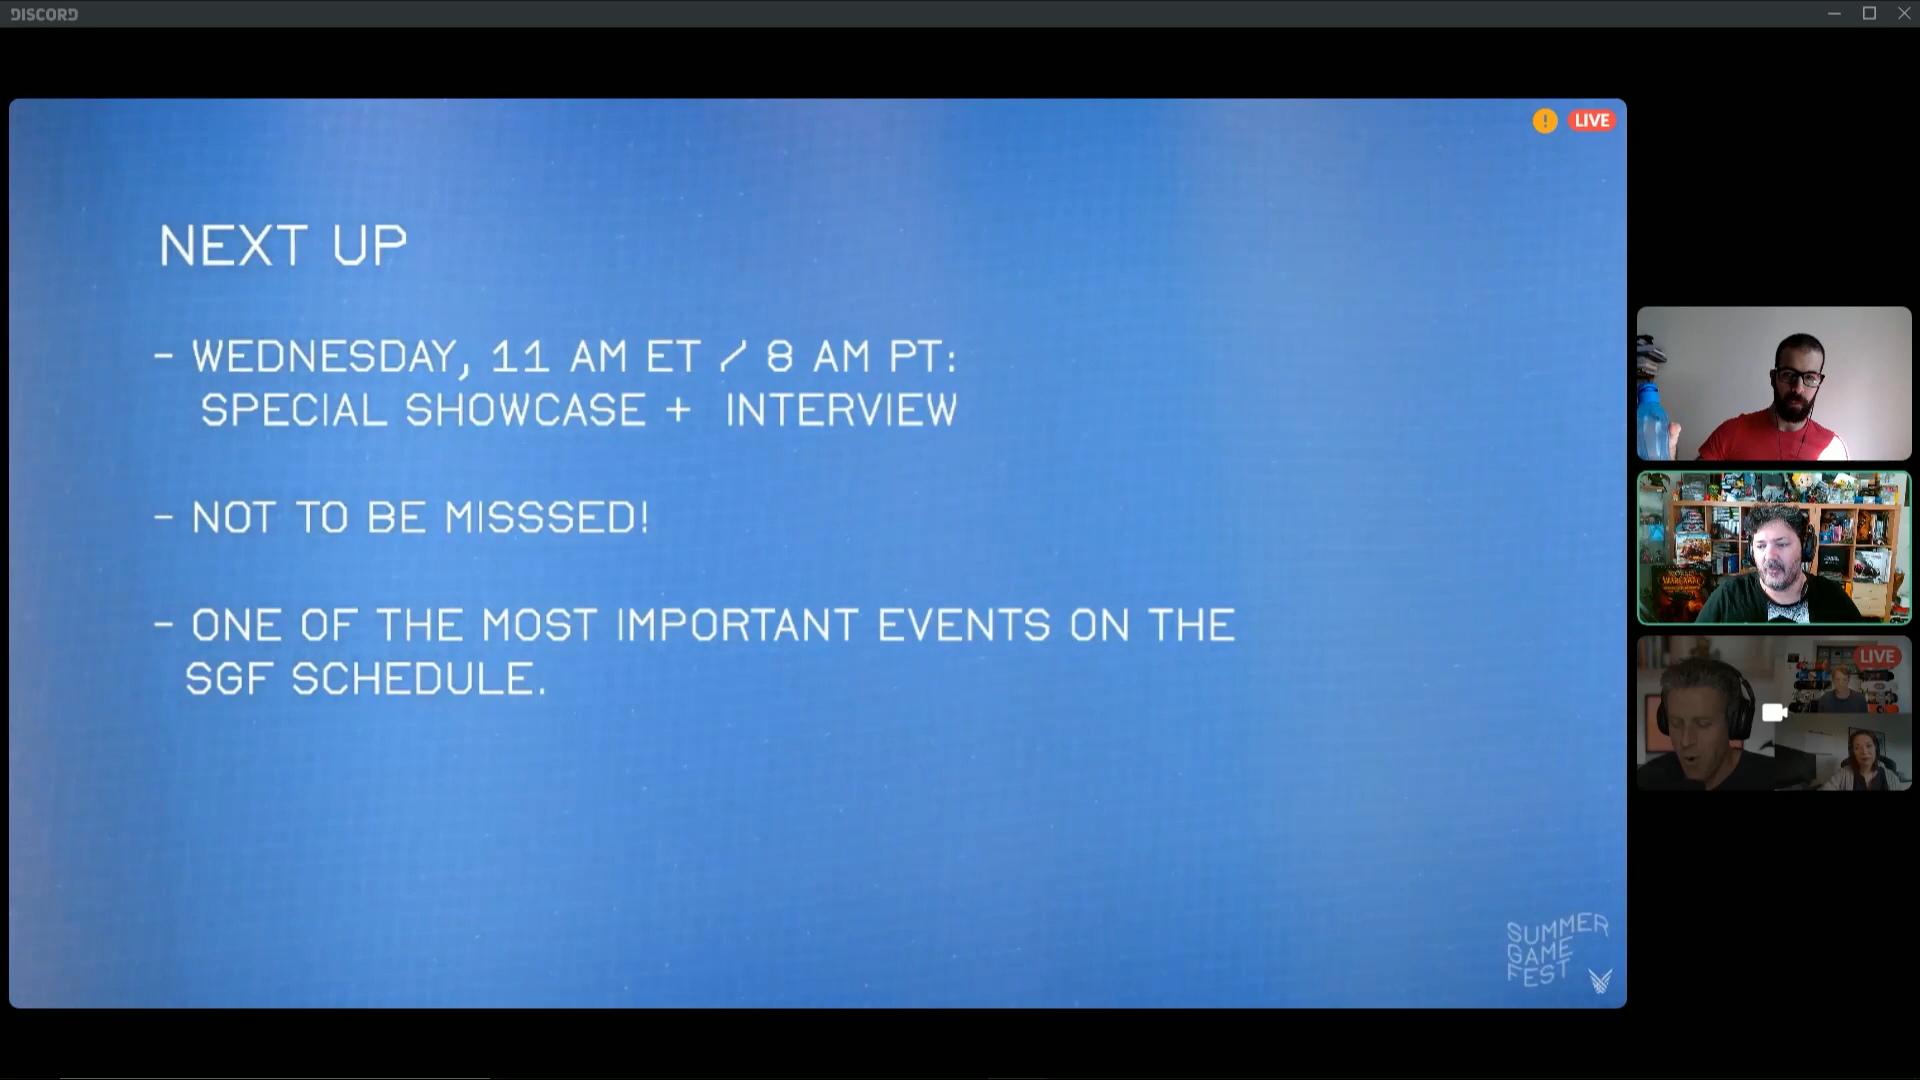 DISCORD
! LIVE
NEXT UP
- WEDNESDAY, 11 AM ET / 8 AM PT:
SPECIAL SHOWCASE + INTERVIEW
- NOT TO BE MISSSED!
- ONE OF THE MOST IMPORTANT EVENTS ON THE
SGF SCHEDULE.
SUMMER
GAME
FEST
WARCRAFT
LIVE